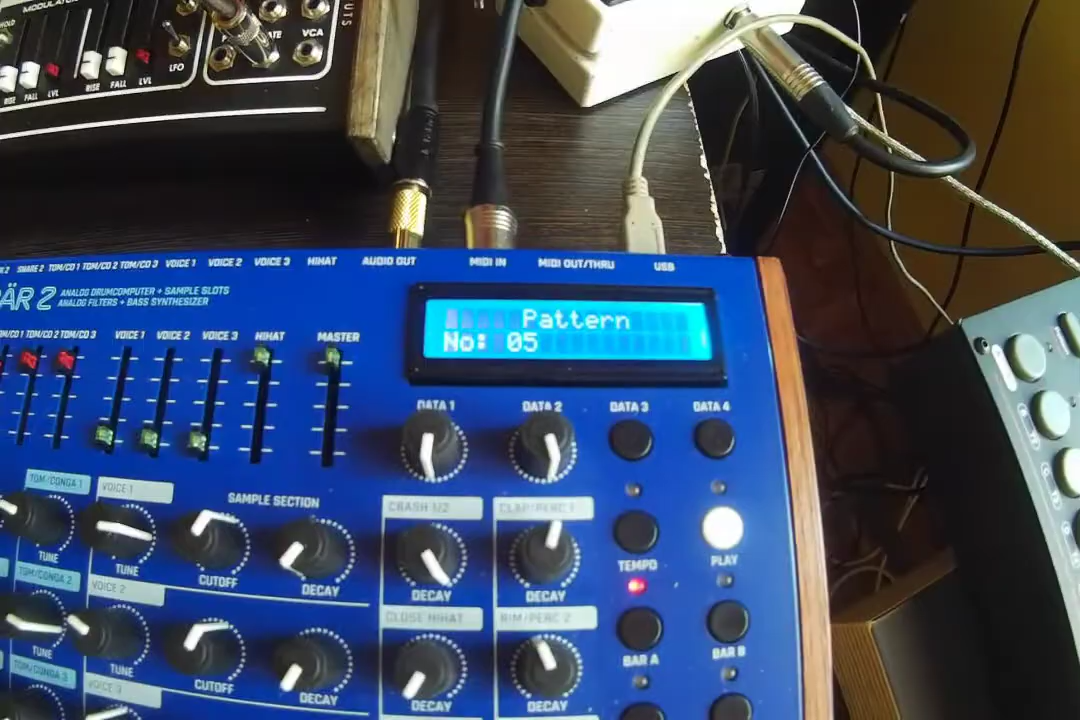 MODULATOR
HOLD
RISE FALL LVL
RISE FALL LVL
LFO
VCA
SNARE 2 TOM/CO 1 TOM/CO 2 TOM/CO 3 VOICE 1 VOICE 2 VOICE 3 HIHAT AUDIO OUT MIDI IN MIDI OUT/THRU USB
ÄR 2 ANALOG DRUMCOMPUTER + SAMPLE SLOTS
ANALOG FILTERS + BASS SYNTHESIZER
TOM/CO 2 TOM/CO 3 VOICE 1 VOICE 2 VOICE 3 HIHAT MASTER
Pattern
No: 05
DATA 1 DATA 2 DATA 3 DATA 4
TOM/CONGA 1 VOICE 1 SAMPLE SECTION CRASH 1/2 CLAP/PERC 1
TUNE TUNE CUTOFF DECAY DECAY DECAY TEMPO PLAY
TOM/CONGA 2 VOICE 2 CLOSE HIHAT RIM/PERC 2
TUNE TUNE CUTOFF DECAY DECAY DECAY BAR A BAR B
TOM/CONGA 3 VOICE 3